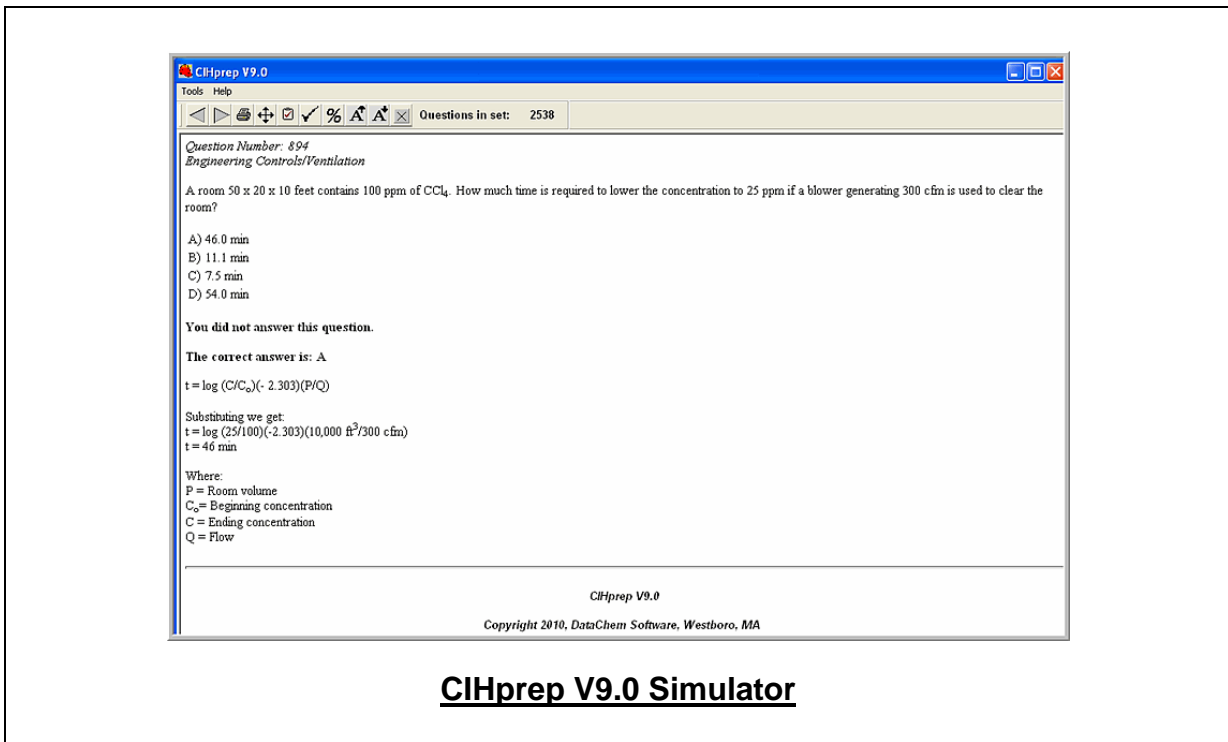 CIHprep V9.0
Tools Help
% A A Questions in set: 2538
Question Number: 894
Engineering Controls/Ventilation
A room 50 x 20 x 10 feet contains 100 ppm of CCl₄. How much time is required to lower the concentration to 25 ppm if a blower generating 300 cfm is used to clear the
room?
A) 46.0 min
B) 11.1 min
C) 7.5 min
D) 54.0 min
You did not answer this question.
The correct answer is: A
t = log (C/Cₒ)(- 2.303)(P/Q)
Substituting we get:
t = log (25/100)(-2.303)(10,000 ft³/300 cfm)
t = 46 min
Where:
P = Room volume
Cₒ= Beginning concentration
C = Ending concentration
Q = Flow
CIHprep V9.0
Copyright 2010, DataChem Software, Westboro, MA
CIHprep V9.0 Simulator